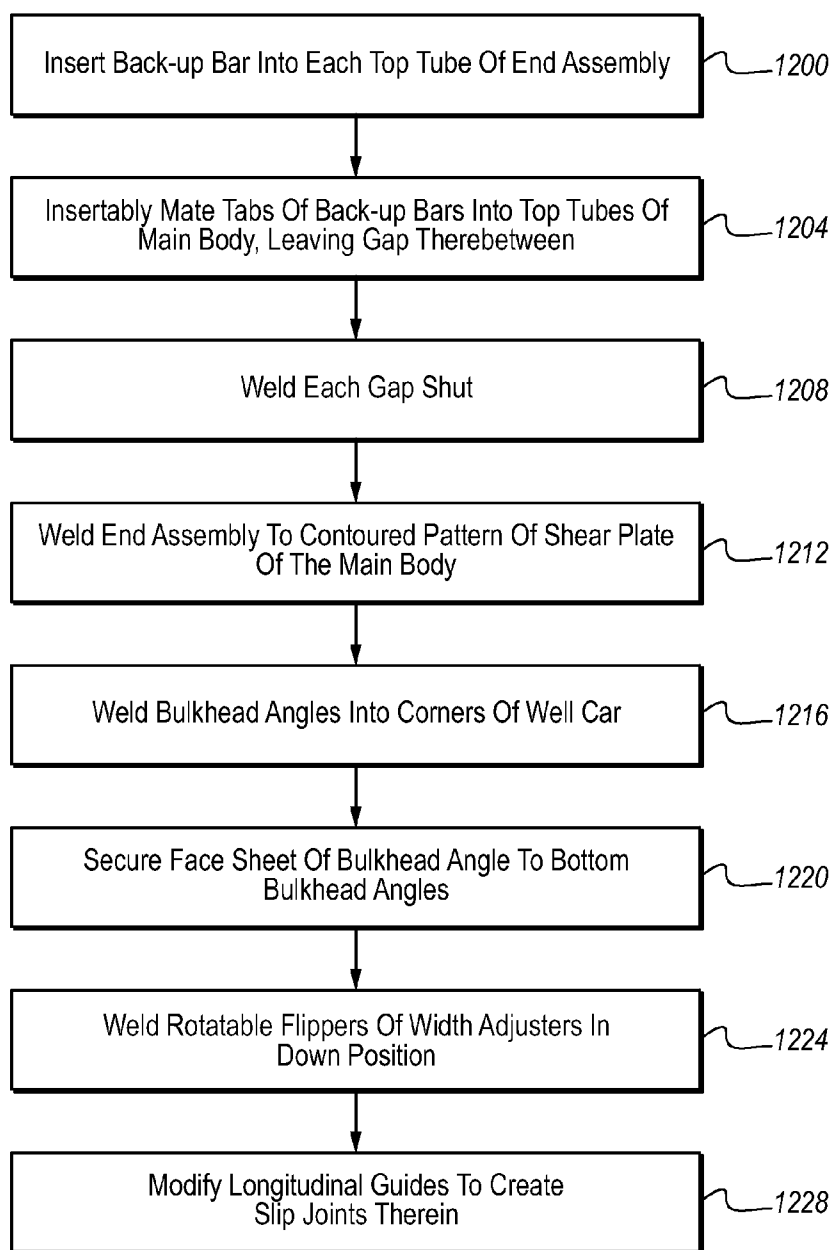 Insert Back-up Bar Into Each Top Tube Of End Assembly
1200
Insertably Mate Tabs Of Back-up Bars Into Top Tubes Of
Main Body, Leaving Gap Therebetween
1204
Weld Each Gap Shut
1208
Weld End Assembly To Contoured Pattern Of Shear Plate
Of The Main Body
1212
Weld Bulkhead Angles Into Corners Of Well Car
1216
Secure Face Sheet Of Bulkhead Angle To Bottom
Bulkhead Angles
1220
Weld Rotatable Flippers Of Width Adjusters In
Down Position
1224
Modify Longitudinal Guides To Create
Slip Joints Therein
1228